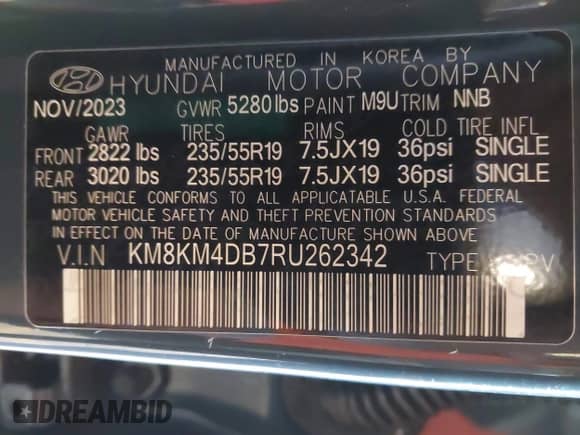 MANUFACTURED IN KOREA BY
HYUNDAI MOTOR COMPANY
NOV/2023 GVWR 5280 lbs PAINT M9U TRIM NNB
GAWR TIRES RIMS COLD TIRE INFL
FRONT 2822 lbs 235/55R19 7.5JX19 36psi SINGLE
REAR 3020 lbs 235/55R19 7.5JX19 36psi SINGLE
THIS VEHICLE CONFORMS TO ALL APPLICABLE U.S.A. FEDERAL
MOTOR VEHICLE SAFETY AND THEFT PREVENTION STANDARDS
IN EFFECT ON THE DATE OF MANUFACTURE SHOWN ABOVE.
V.I.N KM8KM4DB7RU262342 TYPE
DREAMBID